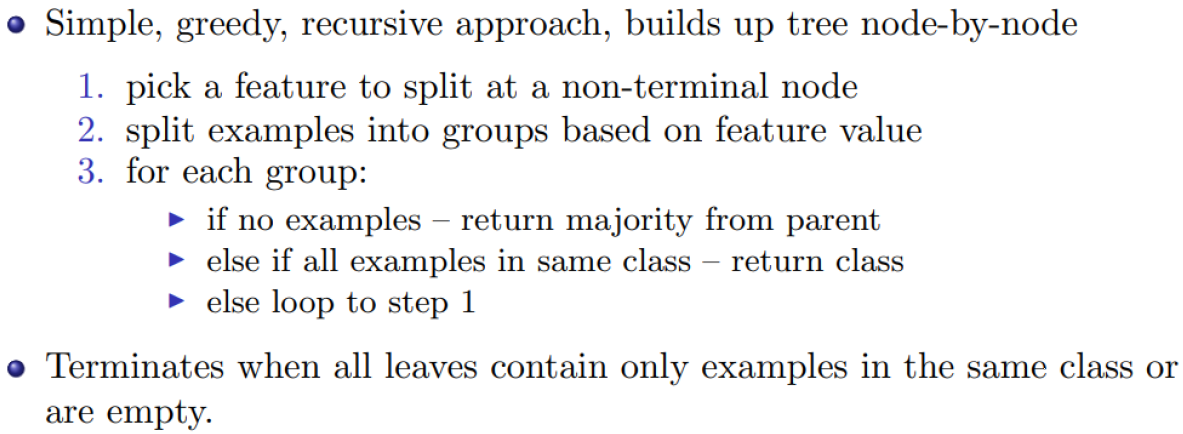 • Simple, greedy, recursive approach, builds up tree node-by-node
1. pick a feature to split at a non-terminal node
2. split examples into groups based on feature value
3. for each group:
▶ if no examples – return majority from parent
▶ else if all examples in same class – return class
▶ else loop to step 1
• Terminates when all leaves contain only examples in the same class or
are empty.